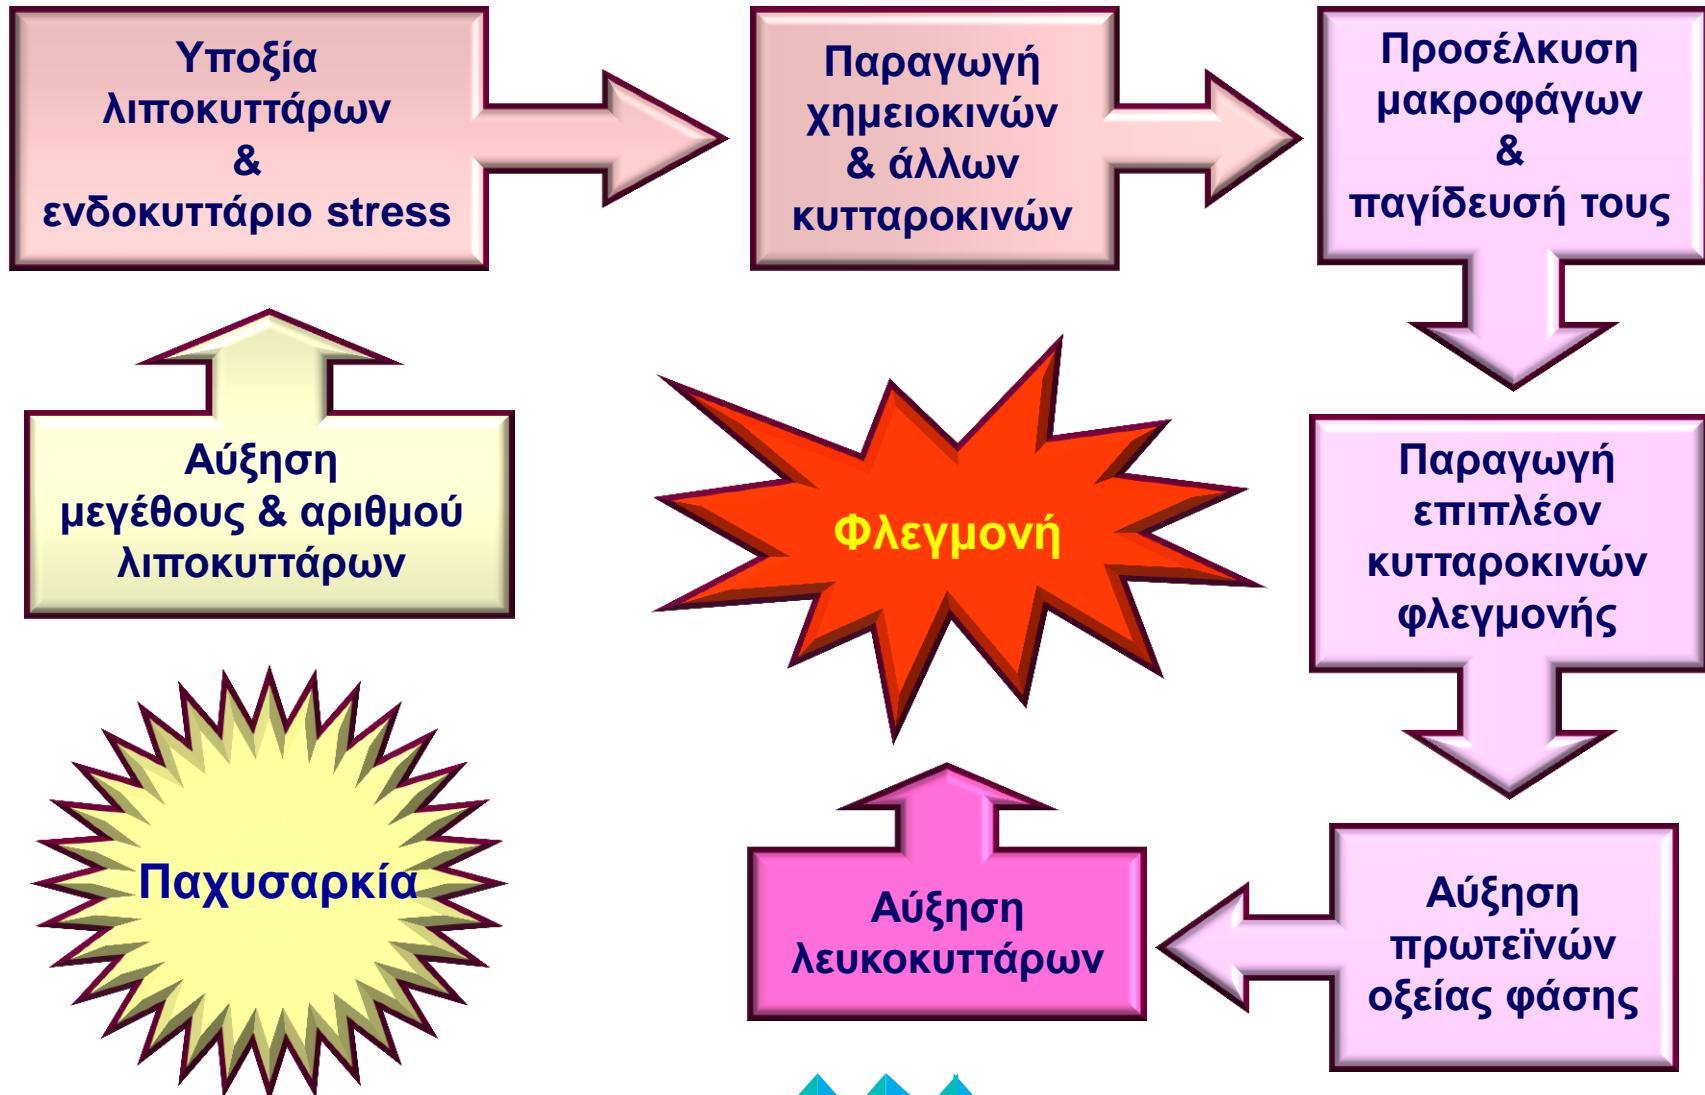 Υποξία
λιποκυττάρων
&
ενδοκυττάριο stress
Παραγωγή
χημειοκινών
& άλλων
κυτταροκινών
Προσέλκυση
μακροφάγων
&
παγίδευσή τους
Αύξηση
μεγέθους & αριθμού
λιποκυττάρων
Φλεγμονή
Παραγωγή
επιπλέον
κυτταροκινών
φλεγμονής
Παχυσαρκία
Αύξηση
λευκοκυττάρων
Αύξηση
πρωτεϊνών
οξείας φάσης